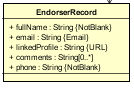 EndorserRecord
+ fullName : String {NotBlank}
+ email : String {Email}
+ linkedProfile : String {URL}
+ comments : String[0..*]
+ phone : String {NotBlank}